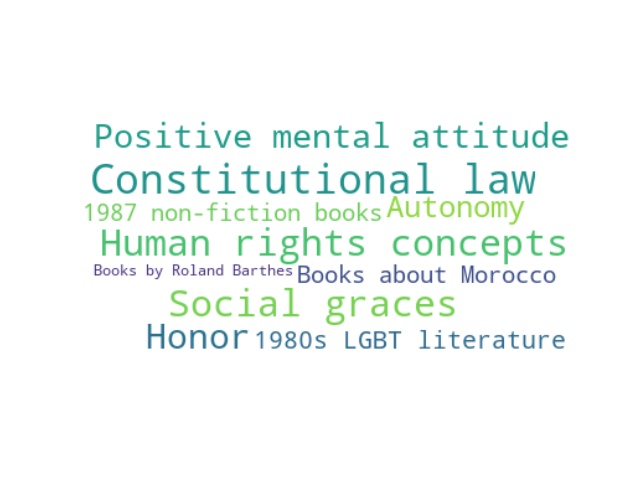 Positive mental attitude
Constitutional law
1987 non-fiction books Autonomy
Human rights concepts
Books by Roland Barthes Books about Morocco
Social graces
Honor 1980s LGBT literature